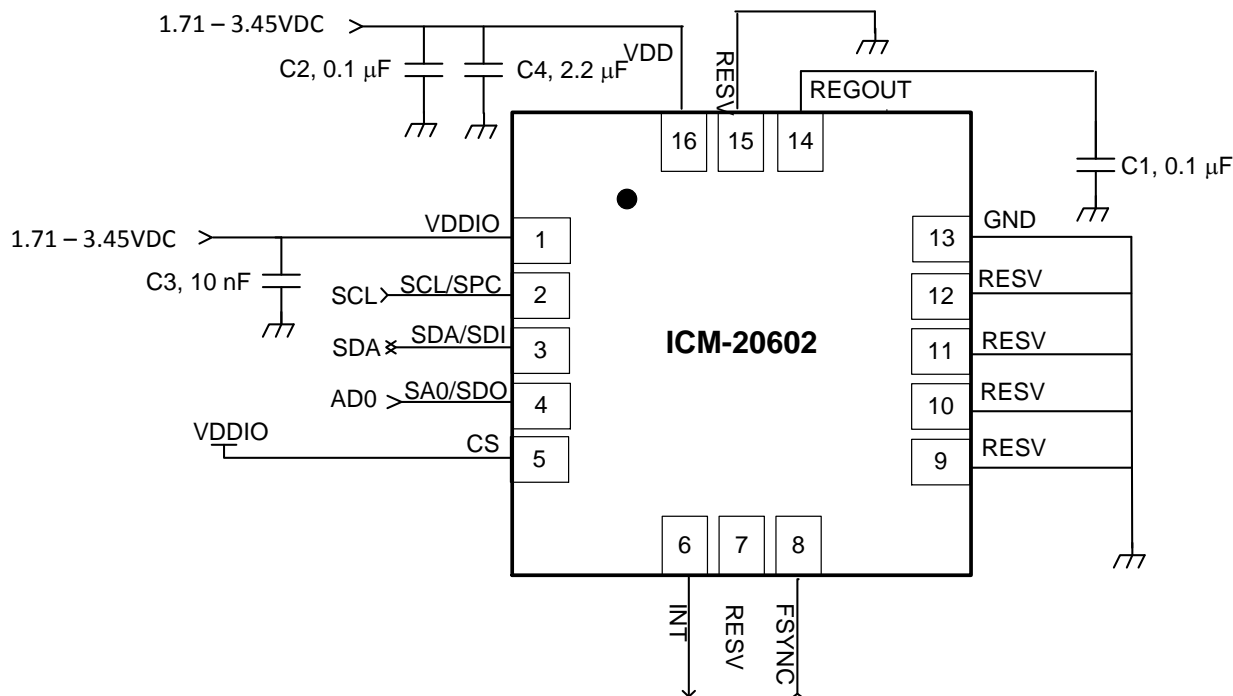 1.71 – 3.45VDC
C2, 0.1 μF
C4, 2.2 μF
VDD
RESV
REGOUT
C1, 0.1 μF
16
15
14
1.71 – 3.45VDC
VDDIO
1
13
GND
C3, 10 nF
SCL
SCL/SPC
2
12
RESV
SDA
SDA/SDI
3
ICM-20602
11
RESV
AD0
SA0/SDO
4
10
RESV
VDDIO
CS
5
9
RESV
6
7
8
INT
RESV
FSYNC